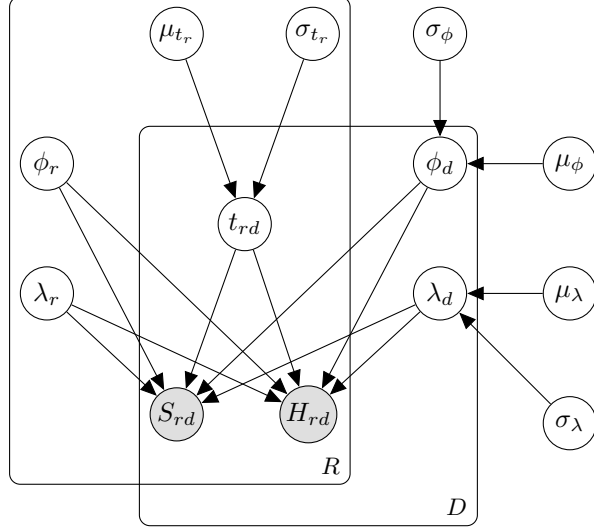 μ_{t_r} σ_{t_r} σ_ϕ
ϕ_r ϕ_d μ_ϕ
t_{rd}
λ_r λ_d μ_λ
S_{rd} H_{rd} σ_λ
R
D